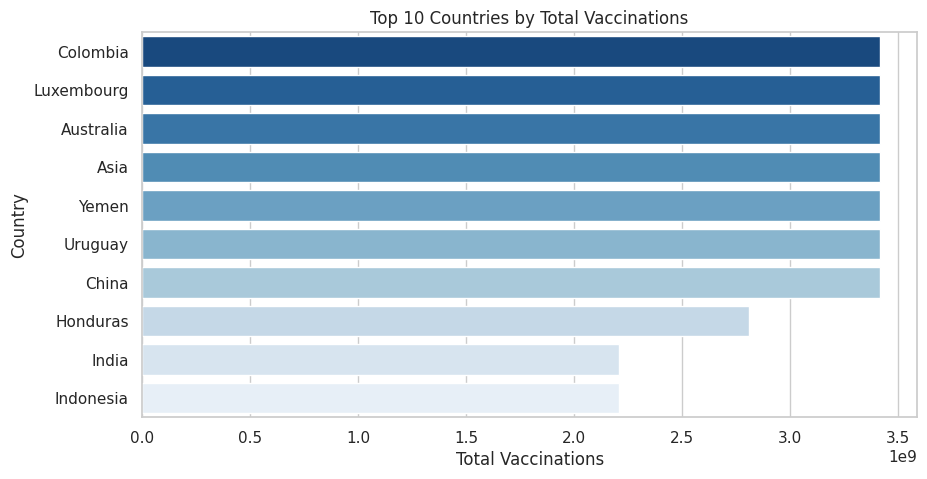 Top 10 Countries by Total Vaccinations
Colombia
Luxembourg
Australia
Asia
Yemen
Uruguay
China
Honduras
India
Indonesia
Country
0.0 0.5 1.0 1.5 2.0 2.5 3.0 3.5
1e9
Total Vaccinations